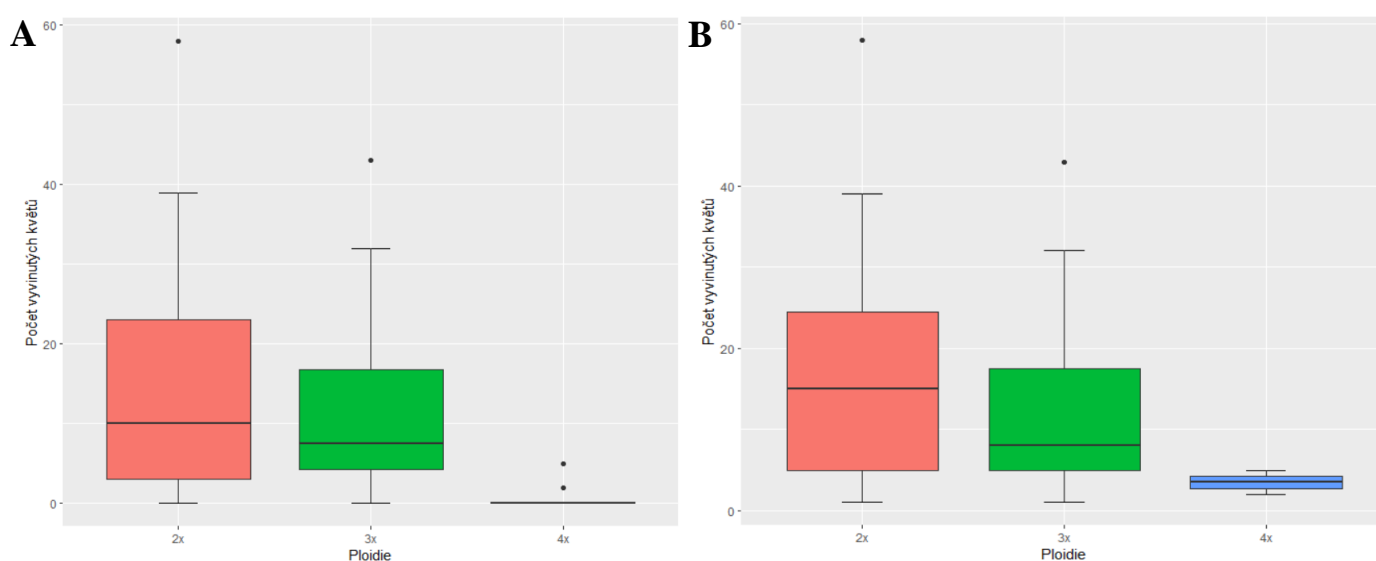 A
60
40
20
0
Počet vyvinutých květů
2x
3x
4x
Ploidie
B
60
40
20
0
Počet vyvinutých květů
2x
3x
4x
Ploidie